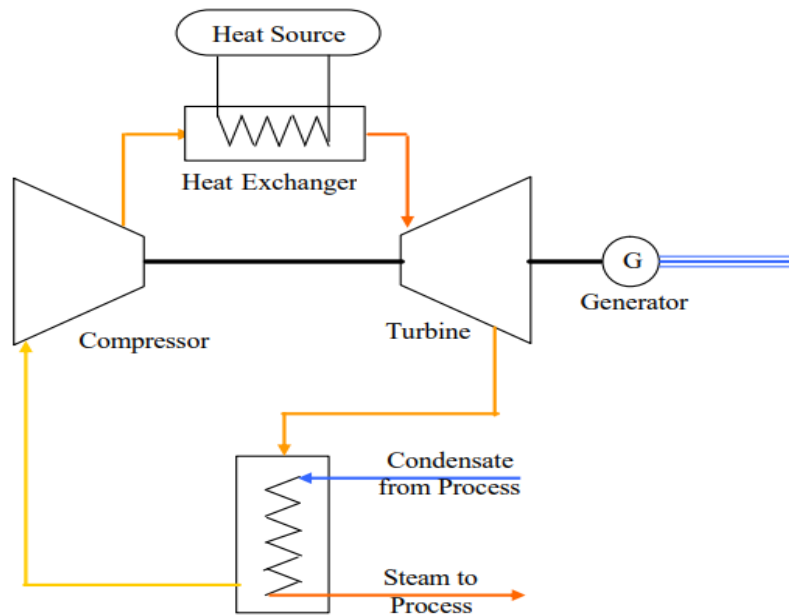 Heat Source
Heat Exchanger
Compressor
Turbine
G
Generator
Condensate
from Process
Steam to
Process